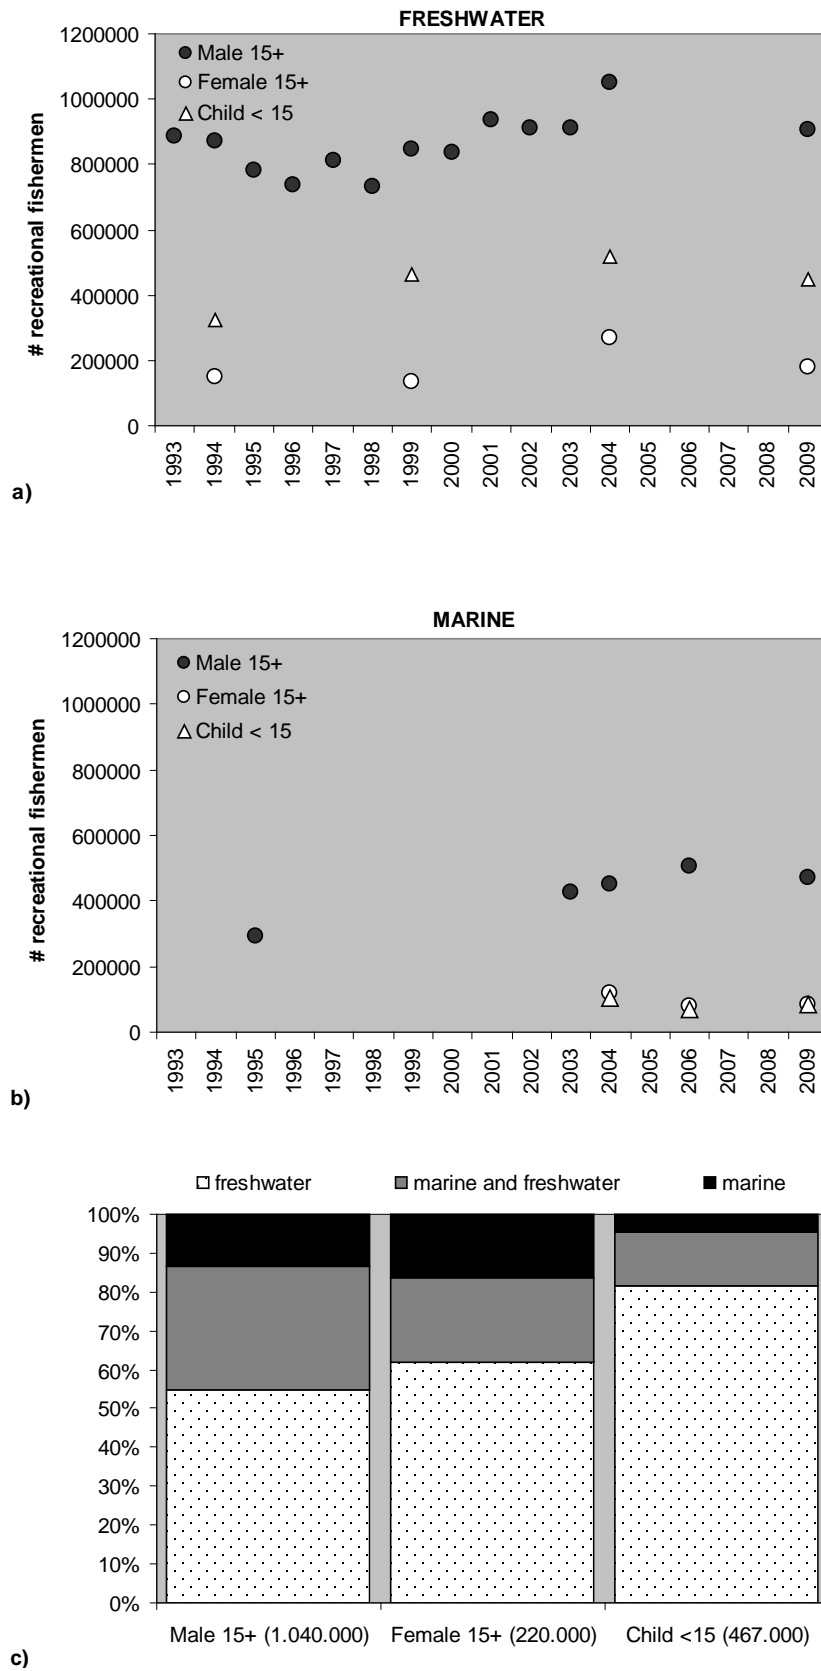 FRESHWATER
1200000
1000000
800000
600000
400000
200000
0
# recreational fishermen
Male 15+
Female 15+
Child < 15
1993 1994 1995 1996 1997 1998 1999 2000 2001 2002 2003 2004 2005 2006 2007 2008 2009
a)
MARINE
1200000
1000000
800000
600000
400000
200000
0
# recreational fishermen
Male 15+
Female 15+
Child < 15
1993 1994 1995 1996 1997 1998 1999 2000 2001 2002 2003 2004 2005 2006 2007 2008 2009
b)
freshwater marine and freshwater marine
100%
90%
80%
70%
60%
50%
40%
30%
20%
10%
0%
Male 15+ (1.040.000) Female 15+ (220.000) Child <15 (467.000)
c)